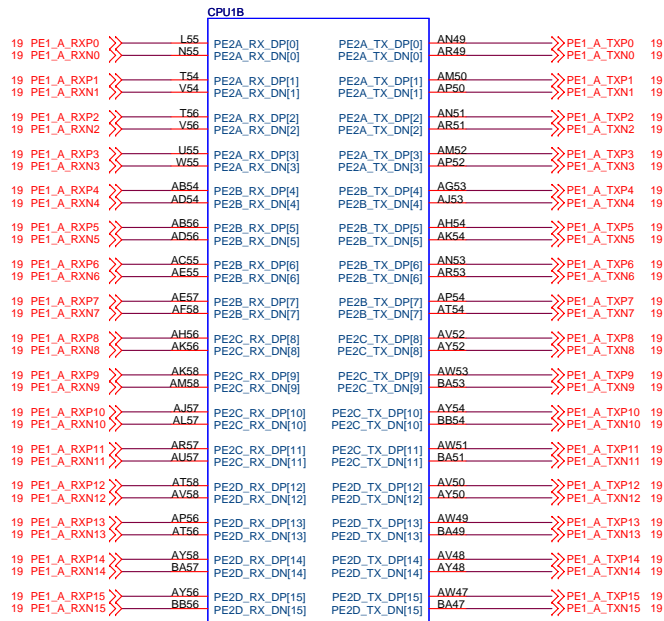 CPU1B
19 PE1_A_RXP0 L55 PE2A_RX_DP[0] PE2A_TX_DP[0] AN49 PE1_A_TXP0 19
19 PE1_A_RXN0 N55 PE2A_RX_DN[0] PE2A_TX_DN[0] AR49 PE1_A_TXN0 19
19 PE1_A_RXP1 T54 PE2A_RX_DP[1] PE2A_TX_DP[1] AM50 PE1_A_TXP1 19
19 PE1_A_RXN1 V54 PE2A_RX_DN[1] PE2A_TX_DN[1] AP50 PE1_A_TXN1 19
19 PE1_A_RXP2 T56 PE2A_RX_DP[2] PE2A_TX_DP[2] AN51 PE1_A_TXP2 19
19 PE1_A_RXN2 V56 PE2A_RX_DN[2] PE2A_TX_DN[2] AR51 PE1_A_TXN2 19
19 PE1_A_RXP3 U55 PE2A_RX_DP[3] PE2A_TX_DP[3] AM52 PE1_A_TXP3 19
19 PE1_A_RXN3 W55 PE2A_RX_DN[3] PE2A_TX_DN[3] AP52 PE1_A_TXN3 19
19 PE1_A_RXP4 AB54 PE2B_RX_DP[4] PE2B_TX_DP[4] AG53 PE1_A_TXP4 19
19 PE1_A_RXN4 AD54 PE2B_RX_DN[4] PE2B_TX_DN[4] AJ53 PE1_A_TXN4 19
19 PE1_A_RXP5 AB56 PE2B_RX_DP[5] PE2B_TX_DP[5] AH54 PE1_A_TXP5 19
19 PE1_A_RXN5 AD56 PE2B_RX_DN[5] PE2B_TX_DN[5] AK54 PE1_A_TXN5 19
19 PE1_A_RXP6 AC55 PE2B_RX_DP[6] PE2B_TX_DP[6] AN53 PE1_A_TXP6 19
19 PE1_A_RXN6 AE55 PE2B_RX_DN[6] PE2B_TX_DN[6] AR53 PE1_A_TXN6 19
19 PE1_A_RXP7 AE57 PE2B_RX_DP[7] PE2B_TX_DP[7] AP54 PE1_A_TXP7 19
19 PE1_A_RXN7 AF58 PE2B_RX_DN[7] PE2B_TX_DN[7] AT54 PE1_A_TXN7 19
19 PE1_A_RXP8 AH56 PE2C_RX_DP[8] PE2C_TX_DP[8] AV52 PE1_A_TXP8 19
19 PE1_A_RXN8 AK56 PE2C_RX_DN[8] PE2C_TX_DN[8] AY52 PE1_A_TXN8 19
19 PE1_A_RXP9 AK58 PE2C_RX_DP[9] PE2C_TX_DP[9] AW53 PE1_A_TXP9 19
19 PE1_A_RXN9 AM58 PE2C_RX_DN[9] PE2C_TX_DN[9] BA53 PE1_A_TXN9 19
19 PE1_A_RXP10 AJ57 PE2C_RX_DP[10] PE2C_TX_DP[10] AY54 PE1_A_TXP10 19
19 PE1_A_RXN10 AL57 PE2C_RX_DN[10] PE2C_TX_DN[10] BB54 PE1_A_TXN10 19
19 PE1_A_RXP11 AR57 PE2C_RX_DP[11] PE2C_TX_DP[11] AW51 PE1_A_TXP11 19
19 PE1_A_RXN11 AU57 PE2C_RX_DN[11] PE2C_TX_DN[11] BA51 PE1_A_TXN11 19
19 PE1_A_RXP12 AT58 PE2D_RX_DP[12] PE2D_TX_DP[12] AV50 PE1_A_TXP12 19
19 PE1_A_RXN12 AV58 PE2D_RX_DN[12] PE2D_TX_DN[12] AY50 PE1_A_TXN12 19
19 PE1_A_RXP13 AP56 PE2D_RX_DP[13] PE2D_TX_DP[13] AW49 PE1_A_TXP13 19
19 PE1_A_RXN13 AT56 PE2D_RX_DN[13] PE2D_TX_DN[13] BA49 PE1_A_TXN13 19
19 PE1_A_RXP14 AY58 PE2D_RX_DP[14] PE2D_TX_DP[14] AV48 PE1_A_TXP14 19
19 PE1_A_RXN14 BA57 PE2D_RX_DN[14] PE2D_TX_DN[14] AY48 PE1_A_TXN14 19
19 PE1_A_RXP15 AY56 PE2D_RX_DP[15] PE2D_TX_DP[15] AW47 PE1_A_TXP15 19
19 PE1_A_RXN15 BB56 PE2D_RX_DN[15] PE2D_TX_DN[15] BA47 PE1_A_TXN15 19